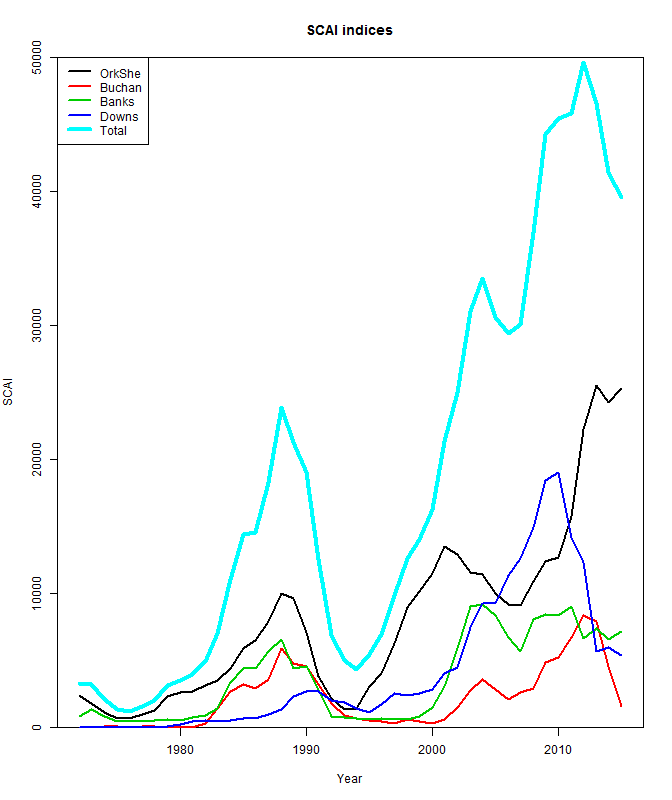 SCAI indices
OrkShe
Buchan
Banks
Downs
Total
50000
40000
30000
20000
10000
0
SCAI
1980 1990 2000 2010
Year